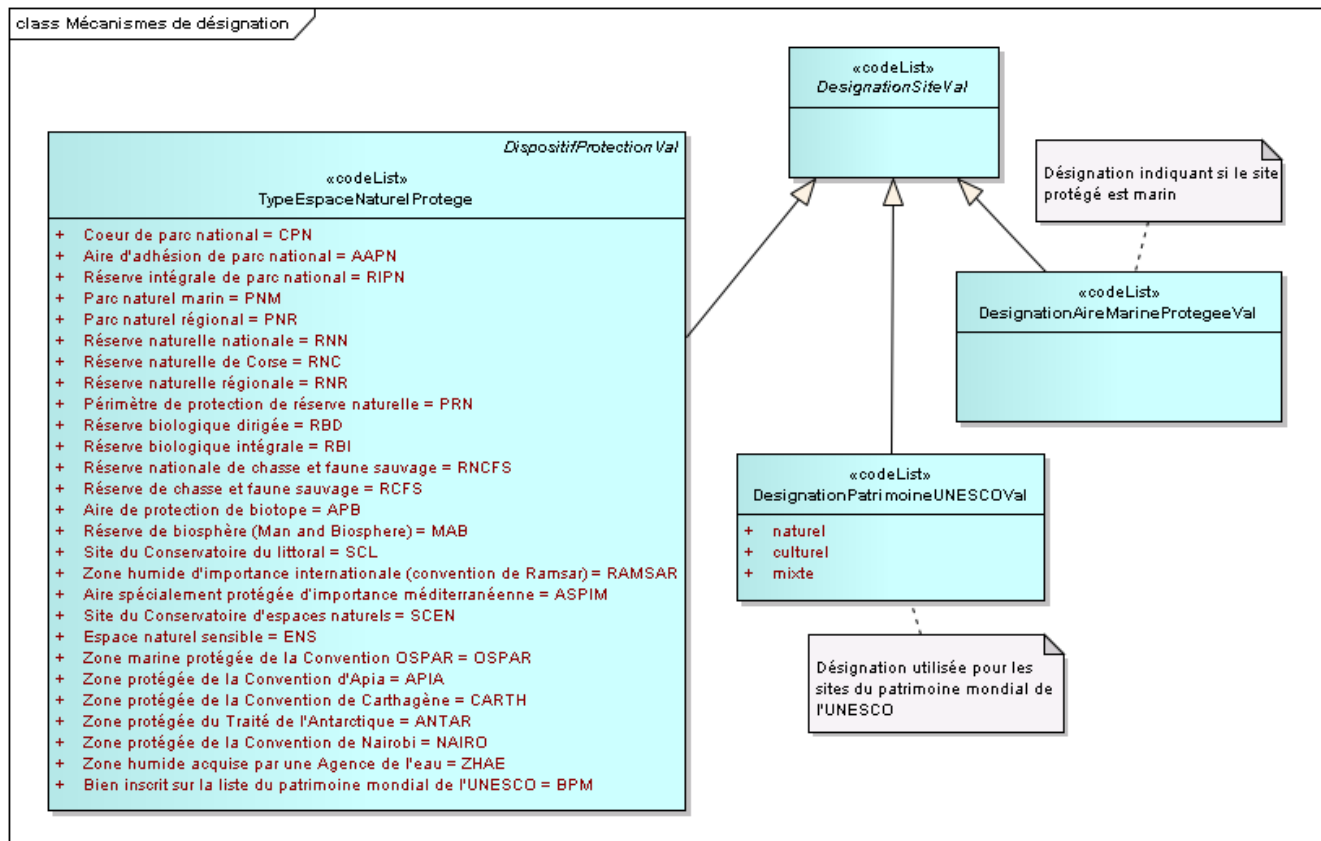 class Mécanismes de désignation
«codeList»
DesignationSiteVal
Désignation indiquant si le site
protégé est marin
DispositifProtectionVal
«codeList»
TypeEspaceNaturelProtege
+ Coeur de parc national = CPN
+ Aire d'adhésion de parc national = AAPN
+ Réserve intégrale de parc national = RIPN
+ Parc naturel marin = PNM
+ Parc naturel régional = PNR
+ Réserve naturelle nationale = RNN
+ Réserve naturelle de Corse = RNC
+ Réserve naturelle régionale = RNR
+ Périmètre de protection de réserve naturelle = PRN
+ Réserve biologique dirigée = RBD
+ Réserve biologique intégrale = RBI
+ Réserve nationale de chasse et faune sauvage = RNCFS
+ Réserve de chasse et faune sauvage = RCFS
+ Aire de protection de biotope = APB
+ Réserve de biosphère (Man and Biosphere) = MAB
+ Site du Conservatoire du littoral = SCL
+ Zone humide d'importance internationale (convention de Ramsar) = RAMSAR
+ Aire spécialement protégée d'importance méditerranéenne = ASPIM
+ Site du Conservatoire d'espaces naturels = SCEN
+ Espace naturel sensible = ENS
+ Zone marine protégée de la Convention OSPAR = OSPAR
+ Zone protégée de la Convention d'Apia = APIA
+ Zone protégée de la Convention de Carthagène = CARTH
+ Zone protégée du Traité de l'Antarctique = ANTAR
+ Zone protégée de la Convention de Nairobi = NAIRO
+ Zone humide acquise par une Agence de l'eau = ZHAE
+ Bien inscrit sur la liste du patrimoine mondial de l'UNESCO = BPM
«codeList»
DesignationAireMarineProtegeeVal
«codeList»
DesignationPatrimoineUNESCOVal
+ naturel
+ culturel
+ mixte
Désignation utilisée pour les
sites du patrimoine mondial de
l'UNESCO